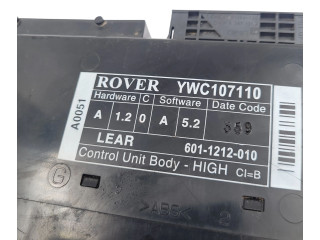 ROVER YWC107110
Hardware C Software Date Code
A 1.2 0 A 5.2 559
LEAR 601-1212-010
Control Unit Body - HIGH CI=B
A0051
G